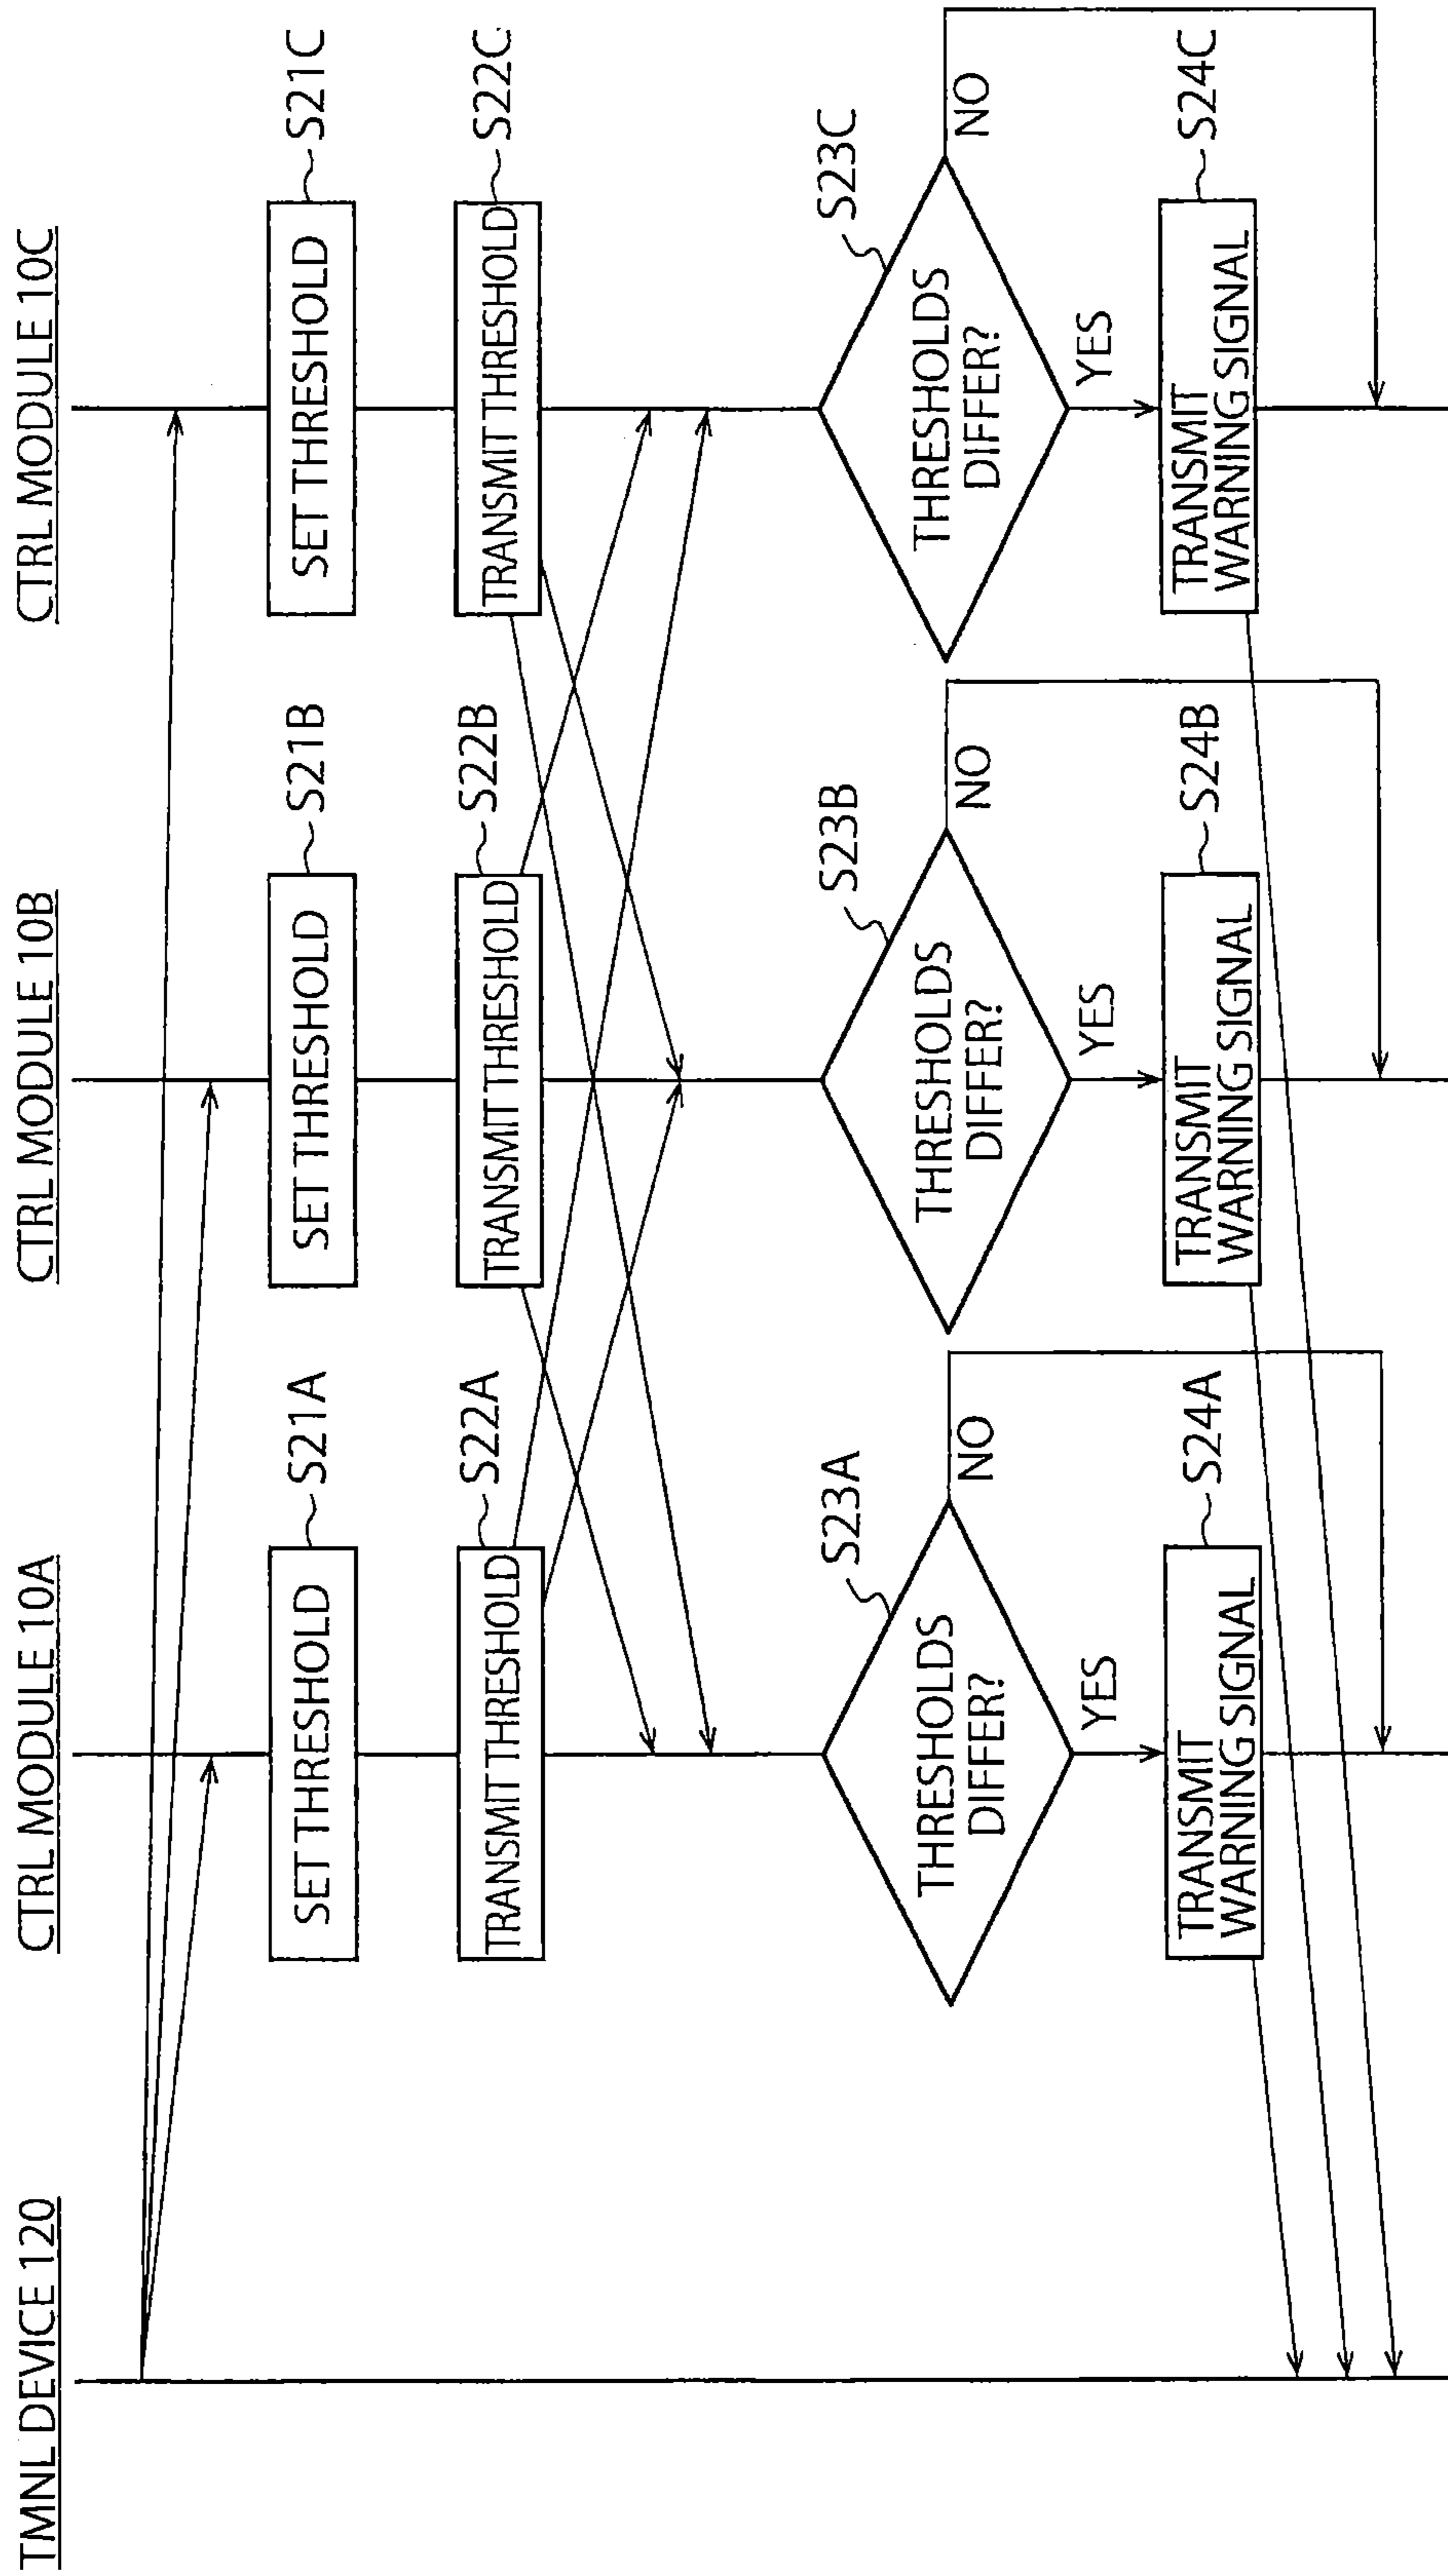 TMNL DEVICE 120
CTRL MODULE 10A
CTRL MODULE 10B
CTRL MODULE 10C
SET THRESHOLD
S21A
SET THRESHOLD
S21B
SET THRESHOLD
S21C
TRANSMIT THRESHOLD
S22A
TRANSMIT THRESHOLD
S22B
TRANSMIT THRESHOLD
S22C
S23A
THRESHOLDS
DIFFER?
NO
YES
S23B
THRESHOLDS
DIFFER?
NO
YES
S23C
THRESHOLDS
DIFFER?
NO
YES
TRANSMIT
WARNING SIGNAL
S24A
TRANSMIT
WARNING SIGNAL
S24B
TRANSMIT
WARNING SIGNAL
S24C